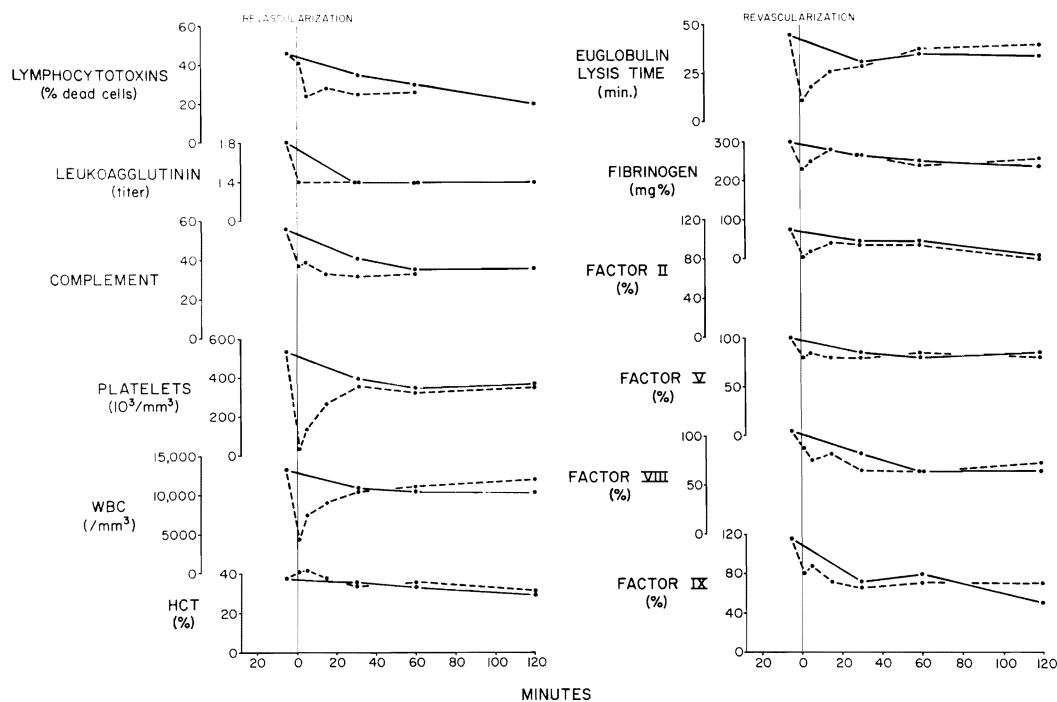 REVASCULARIZATION
60
40
20
0
LYMPHOCYTOTOXINS
(% dead cells)
1.8
1.4
0
LEUKOAGGLUTININ
(titer)
60
40
20
0
COMPLEMENT
600
400
200
0
PLATELETS
(10³/mm³)
15,000
10,000
5000
0
WBC
(/mm³)
40
20
0
HCT
(%)
20 0 20 40 60 80 100 120
REVASCULARIZATION
50
25
0
EUGLOBULIN
LYSIS TIME
(min.)
300
200
100
0
FIBRINOGEN
(mg%)
120
80
40
0
FACTOR II
(%)
100
50
0
FACTOR V
(%)
100
50
0
FACTOR VIII
(%)
120
80
40
0
FACTOR IX
(%)
20 0 20 40 60 80 100 120
MINUTES